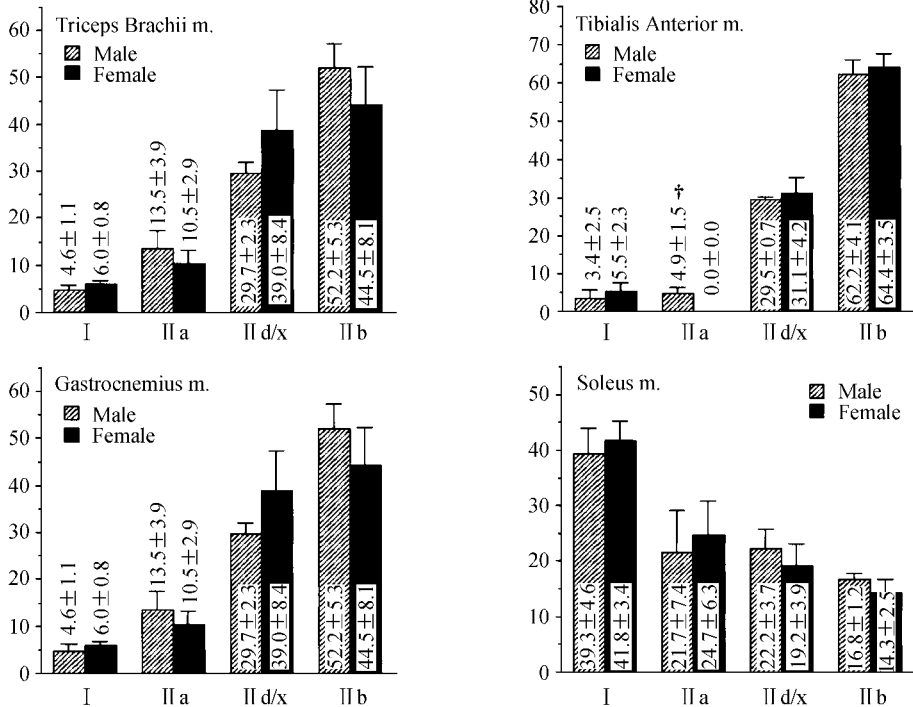 Triceps Brachii m.
Male
Female
60
50
40
30
20
10
0
4.6±1.1
6.0±0.8
13.5±3.9
10.5±2.9
29.7±2.3
39.0±8.4
52.2±5.3
44.5±8.1
I
II a
II d/x
II b
Tibialis Anterior m.
Male
Female
80
70
60
50
40
30
20
10
0
3.4±2.5
5.5±2.3
4.9±1.5 †
0.0±0.0
29.5±0.7
31.1±4.2
62.2±4.1
64.4±3.5
I
II a
II d/x
II b
Gastrocnemius m.
Male
Female
60
50
40
30
20
10
0
4.6±1.1
6.0±0.8
13.5±3.9
10.5±2.9
29.7±2.3
39.0±8.4
52.2±5.3
44.5±8.1
I
II a
II d/x
II b
Soleus m.
Male
Female
50
40
30
20
10
0
39.3±4.6
41.8±3.4
21.7±7.4
24.7±6.3
22.2±3.7
19.2±3.9
16.8±1.2
14.3±2.5
I
II a
II d/x
II b